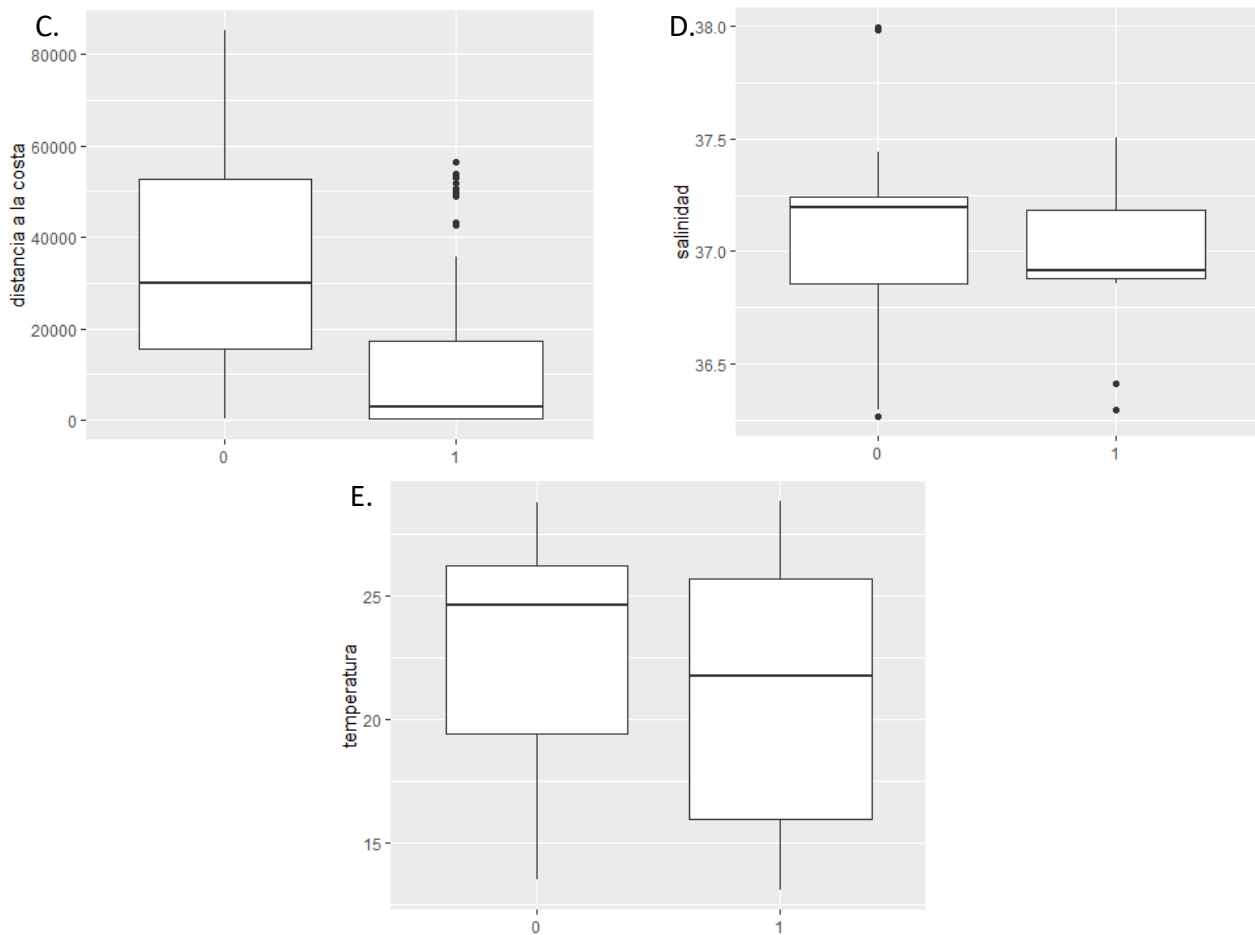 C.
distancia a la costa
80000
60000
40000
20000
0
0 1
D.
salinidad
38.0
37.5
37.0
36.5
0 1
E.
temperatura
25
20
15
0 1